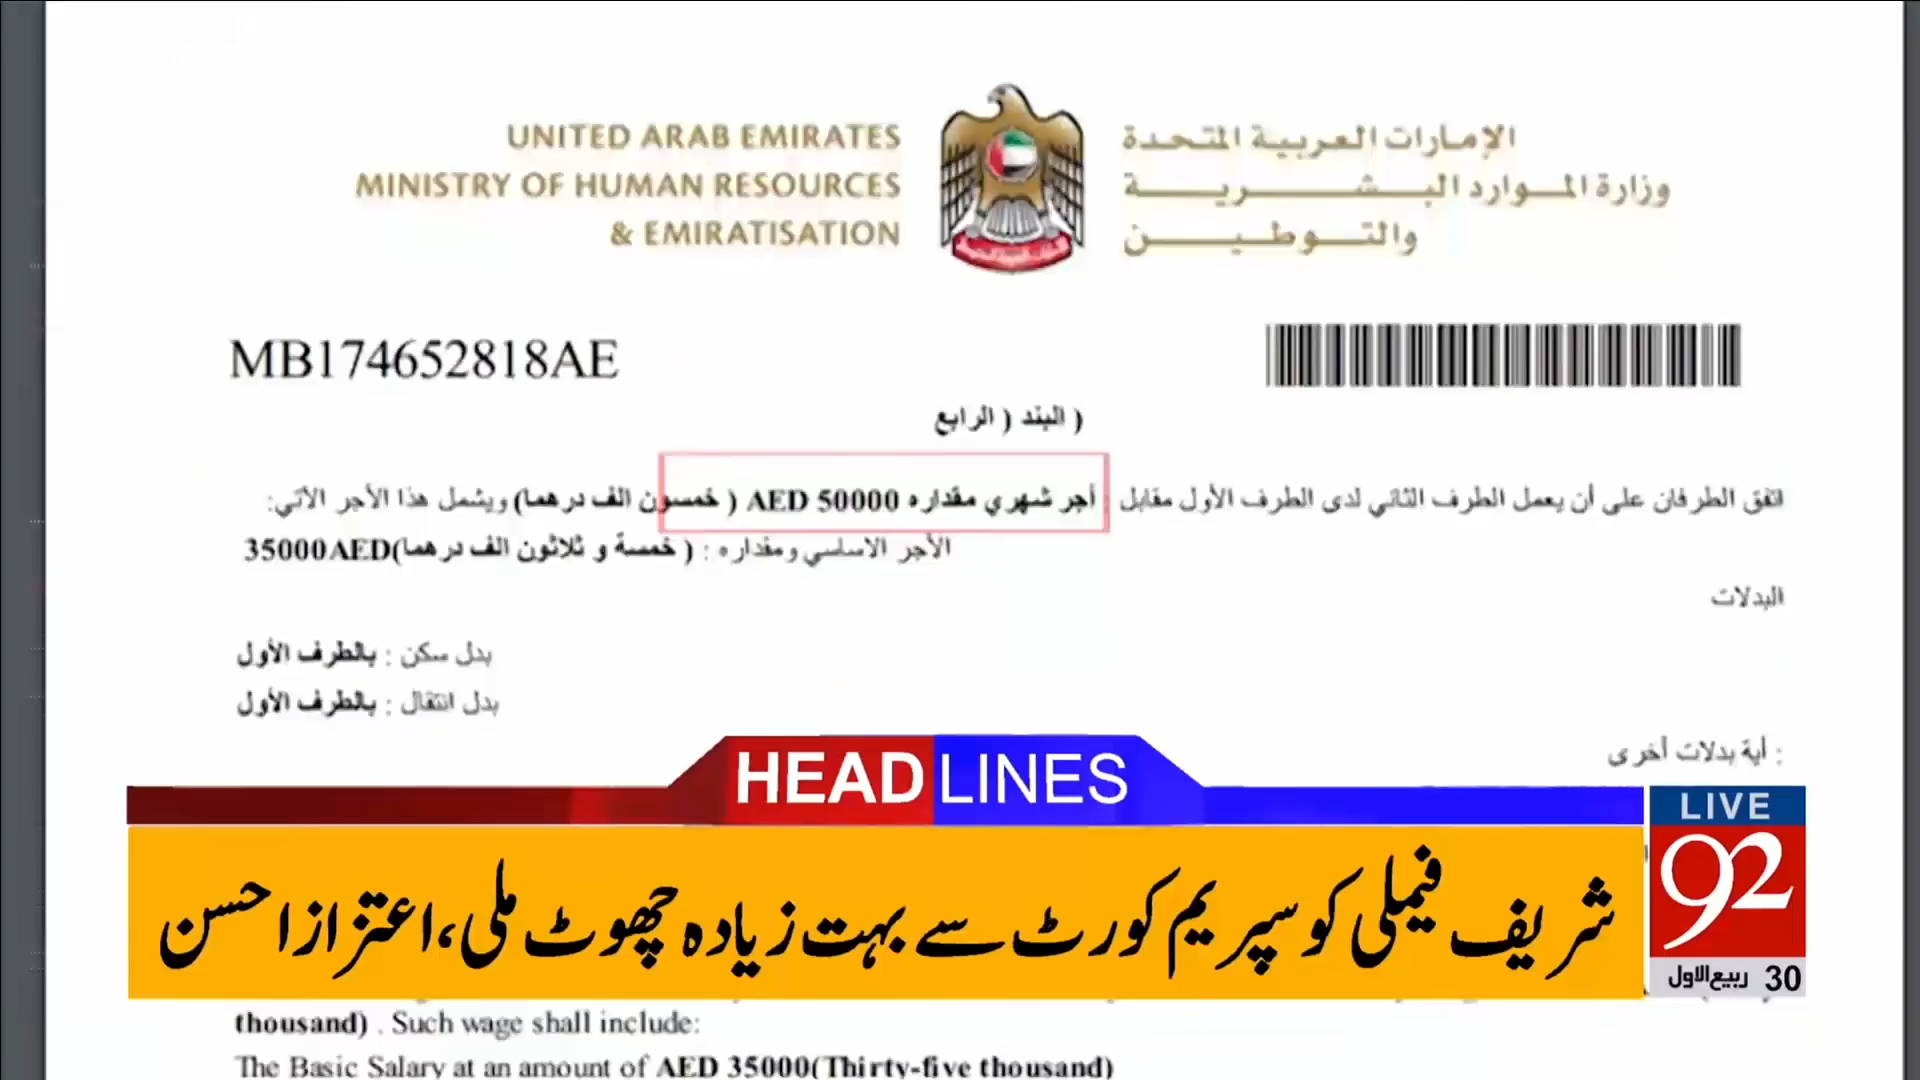 UNITED ARAB EMIRATES
MINISTRY OF HUMAN RESOURCES
& EMIRATISATION
الإمارات العربية المتحدة
وزارة الموارد البشرية
والتوطين
MB174652818AE
( البند ( الرابع
اتفق الطرفان على أن يعمل الطرف الثاني لدى الطرف الأول مقابل : أجر شهري مقداره AED 50000 ( خمسون الف درهما) ويشمل هذا الأجر الآتي:
الأجر الاساسي ومقداره : ( خمسة و ثلاثون الف درهما)35000AED
البدلات
بدل سكن : بالطرف الأول
بدل انتقال : بالطرف الأول
: أية بدلات أخرى
HEADLINES
LIVE
92
شریف فیملی کو سپریم کورٹ سے بہت زیادہ چھوٹ ملی، اعتزاز احسن
30 ربیع الاول
thousand) . Such wage shall include:
The Basic Salary at an amount of AED 35000(Thirty-five thousand)